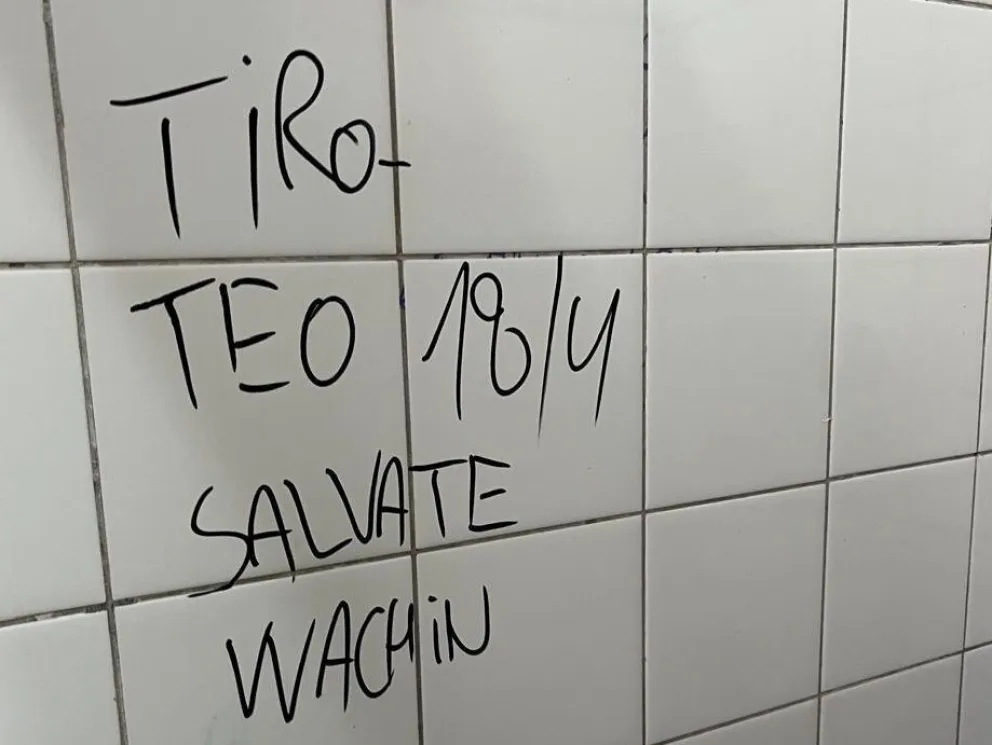 TiRo-
TEO 18/4
SALVATE
WACHiN